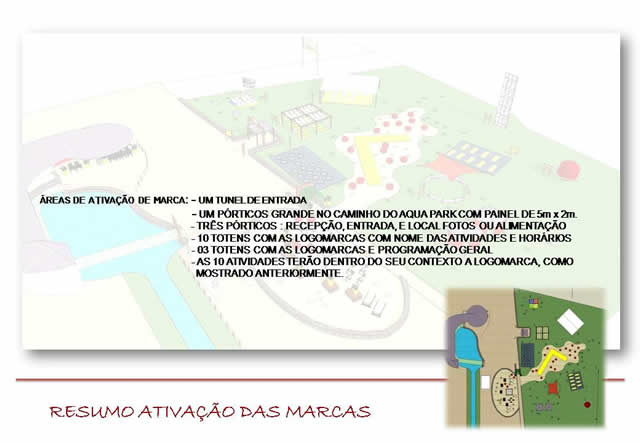 ÁREAS DE ATIVAÇÃO DE MARCA: - UM TUNEL DE ENTRADA
- UM PÓRTICOS GRANDE NO CAMINHO DO AQUA PARK COM PAINEL DE 5m x 2m.
- TRÊS PÓRTICOS : RECEPÇÃO, ENTRADA, E LOCAL FOTOS OU ALIMENTAÇÃO
- 10 TOTENS COM AS LOGOMARCAS COM NOME DAS ATIVIDADES E HORÁRIOS
- 03 TOTENS COM AS LOGOMARCAS E PROGRAMAÇÃO GERAL
- AS 10 ATIVIDADES TERÃO DENTRO DO SEU CONTEXTO A LOGOMARCA, COMO
MOSTRADO ANTERIORMENTE.
RESUMO ATIVAÇÃO DAS MARCAS